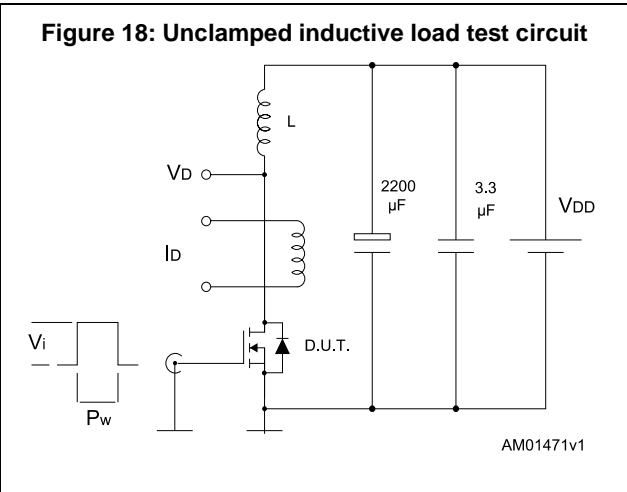 Figure 18: Unclamped inductive load test circuit
L
VD
2200
µF
3.3
µF
VDD
ID
Vi
D.U.T.
Pw
AM01471v1